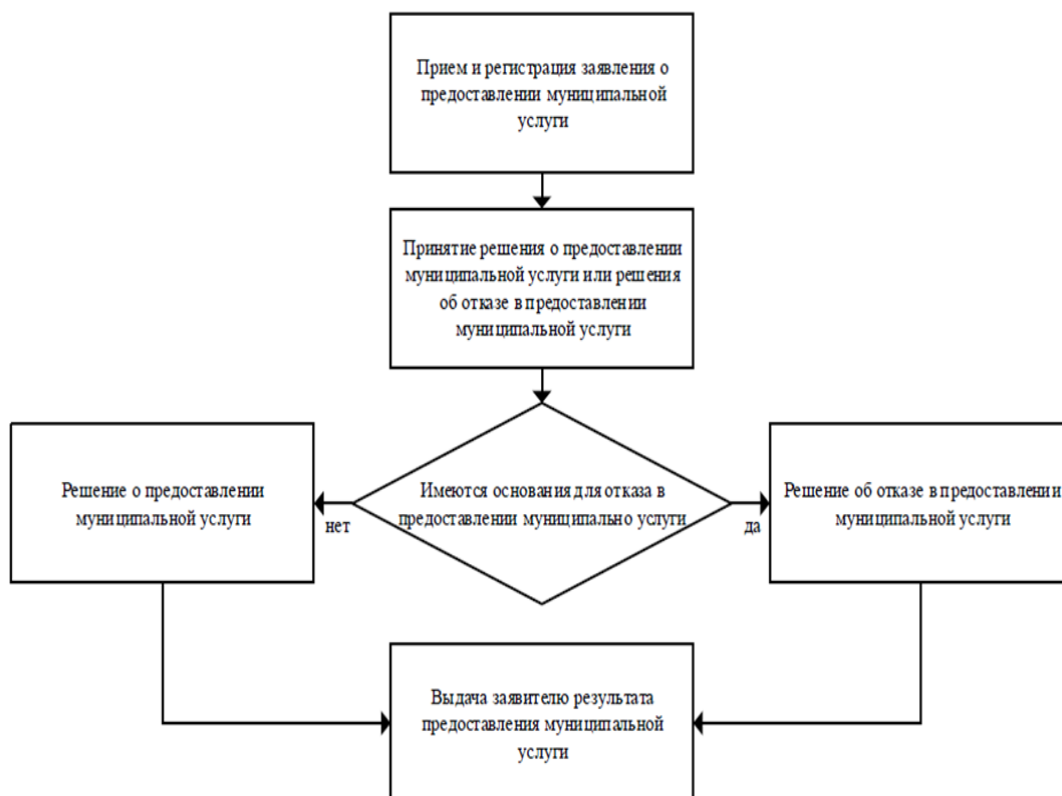 Прием и регистрация заявления о
предоставлении муниципальной
услуги
Принятие решения о предоставлении
муниципальной услуги или решения
об отказе в предоставлении
муниципальной услуги
Решение о предоставлении
муниципальной услуги
нет
Имеются основания для отказа в
предоставлении муниципально услуги
да
Решение об отказе в предоставлении
муниципальной услуги
Выдача заявителю результата
предоставления муниципальной
услуги